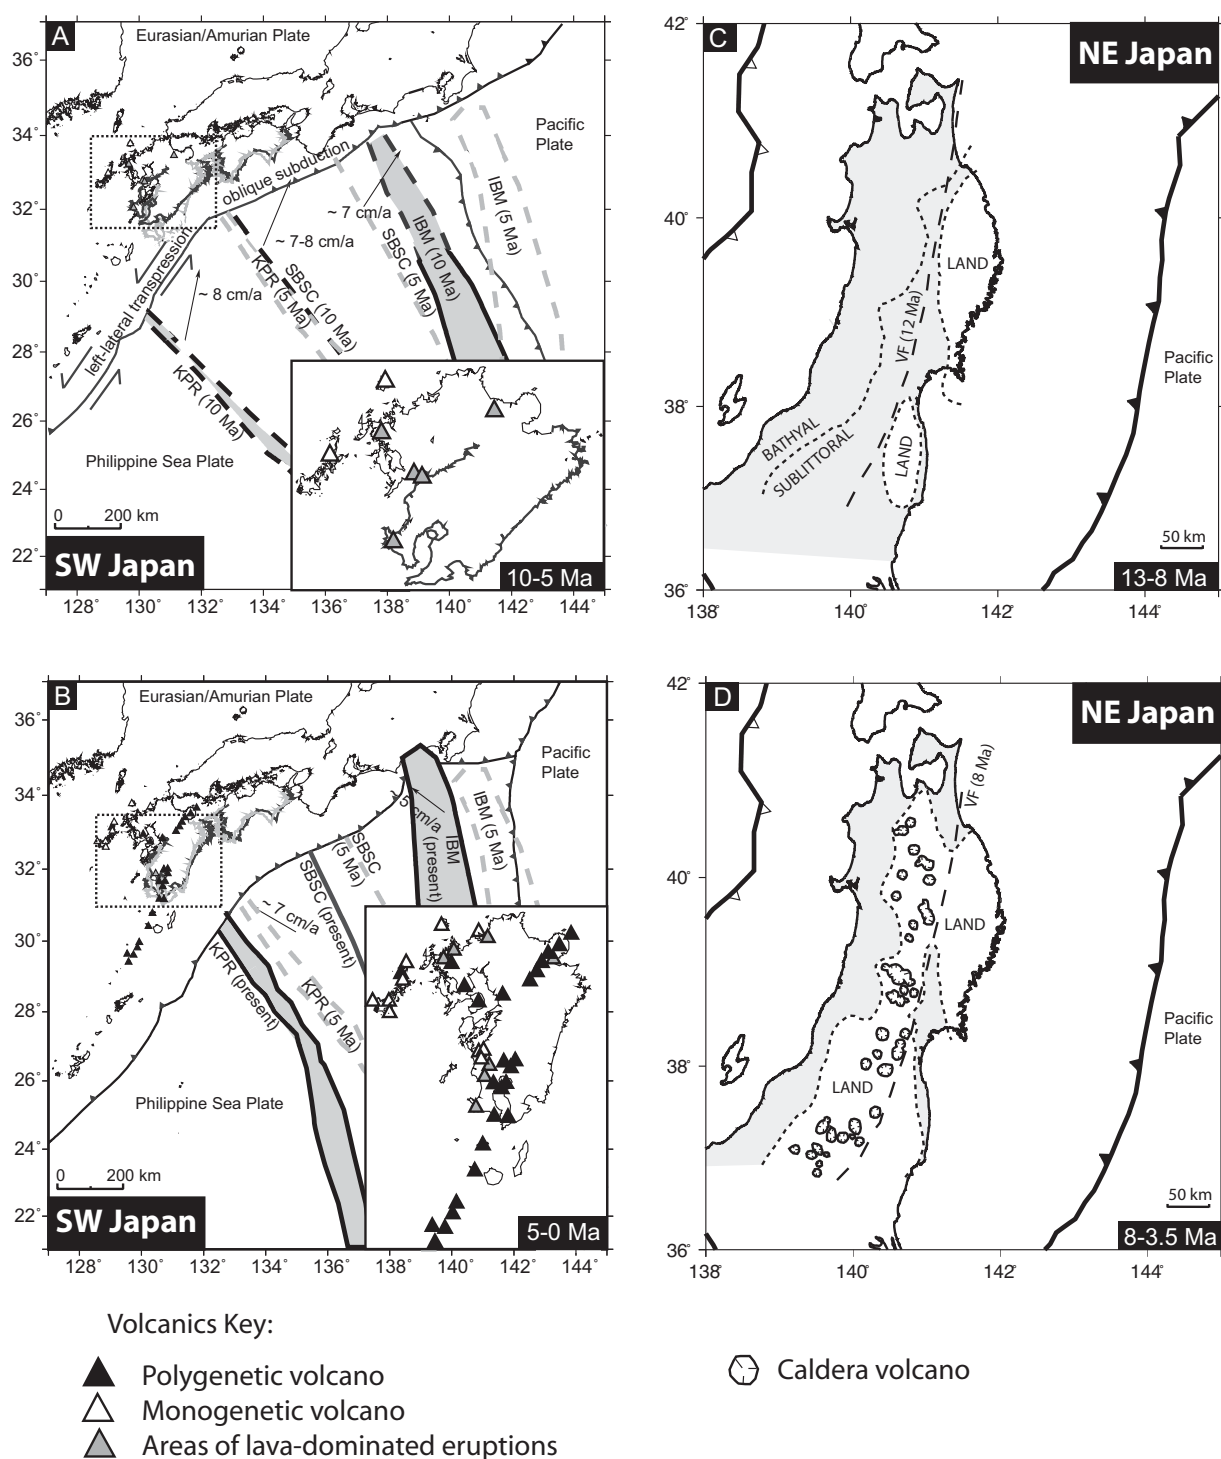 A
Eurasian/Amurian Plate
Pacific
Plate
oblique subduction
~ 7 cm/a
~ 7-8 cm/a
~ 8 cm/a
left-lateral transpression
IBM (5 Ma)
IBM (10 Ma)
SBSC (5 Ma)
SBSC (10 Ma)
KPR (5 Ma)
KPR (10 Ma)
Philippine Sea Plate
0 200 km
SW Japan
10-5 Ma
36°
34°
32°
30°
28°
26°
24°
22°
128° 130° 132° 134° 136° 138° 140° 142° 144°
C
NE Japan
LAND
VF (12 Ma)
BATHYAL
SUBLITTORAL
LAND
Pacific
Plate
50 km
13-8 Ma
42°
40°
38°
36°
138° 140° 142° 144°
B
Eurasian/Amurian Plate
Pacific
Plate
5 cm/a
IBM
(present)
IBM (5 Ma)
SBSC
(5 Ma)
SBSC (present)
~ 7 cm/a
KPR (5 Ma)
KPR (present)
Philippine Sea Plate
0 200 km
SW Japan
5-0 Ma
36°
34°
32°
30°
28°
26°
24°
22°
128° 130° 132° 134° 136° 138° 140° 142° 144°
D
NE Japan
VF (8 Ma)
LAND
LAND
Pacific
Plate
50 km
8-3.5 Ma
42°
40°
38°
36°
138° 140° 142° 144°
Volcanics Key:
Polygenetic volcano
Monogenetic volcano
Areas of lava-dominated eruptions
Caldera volcano